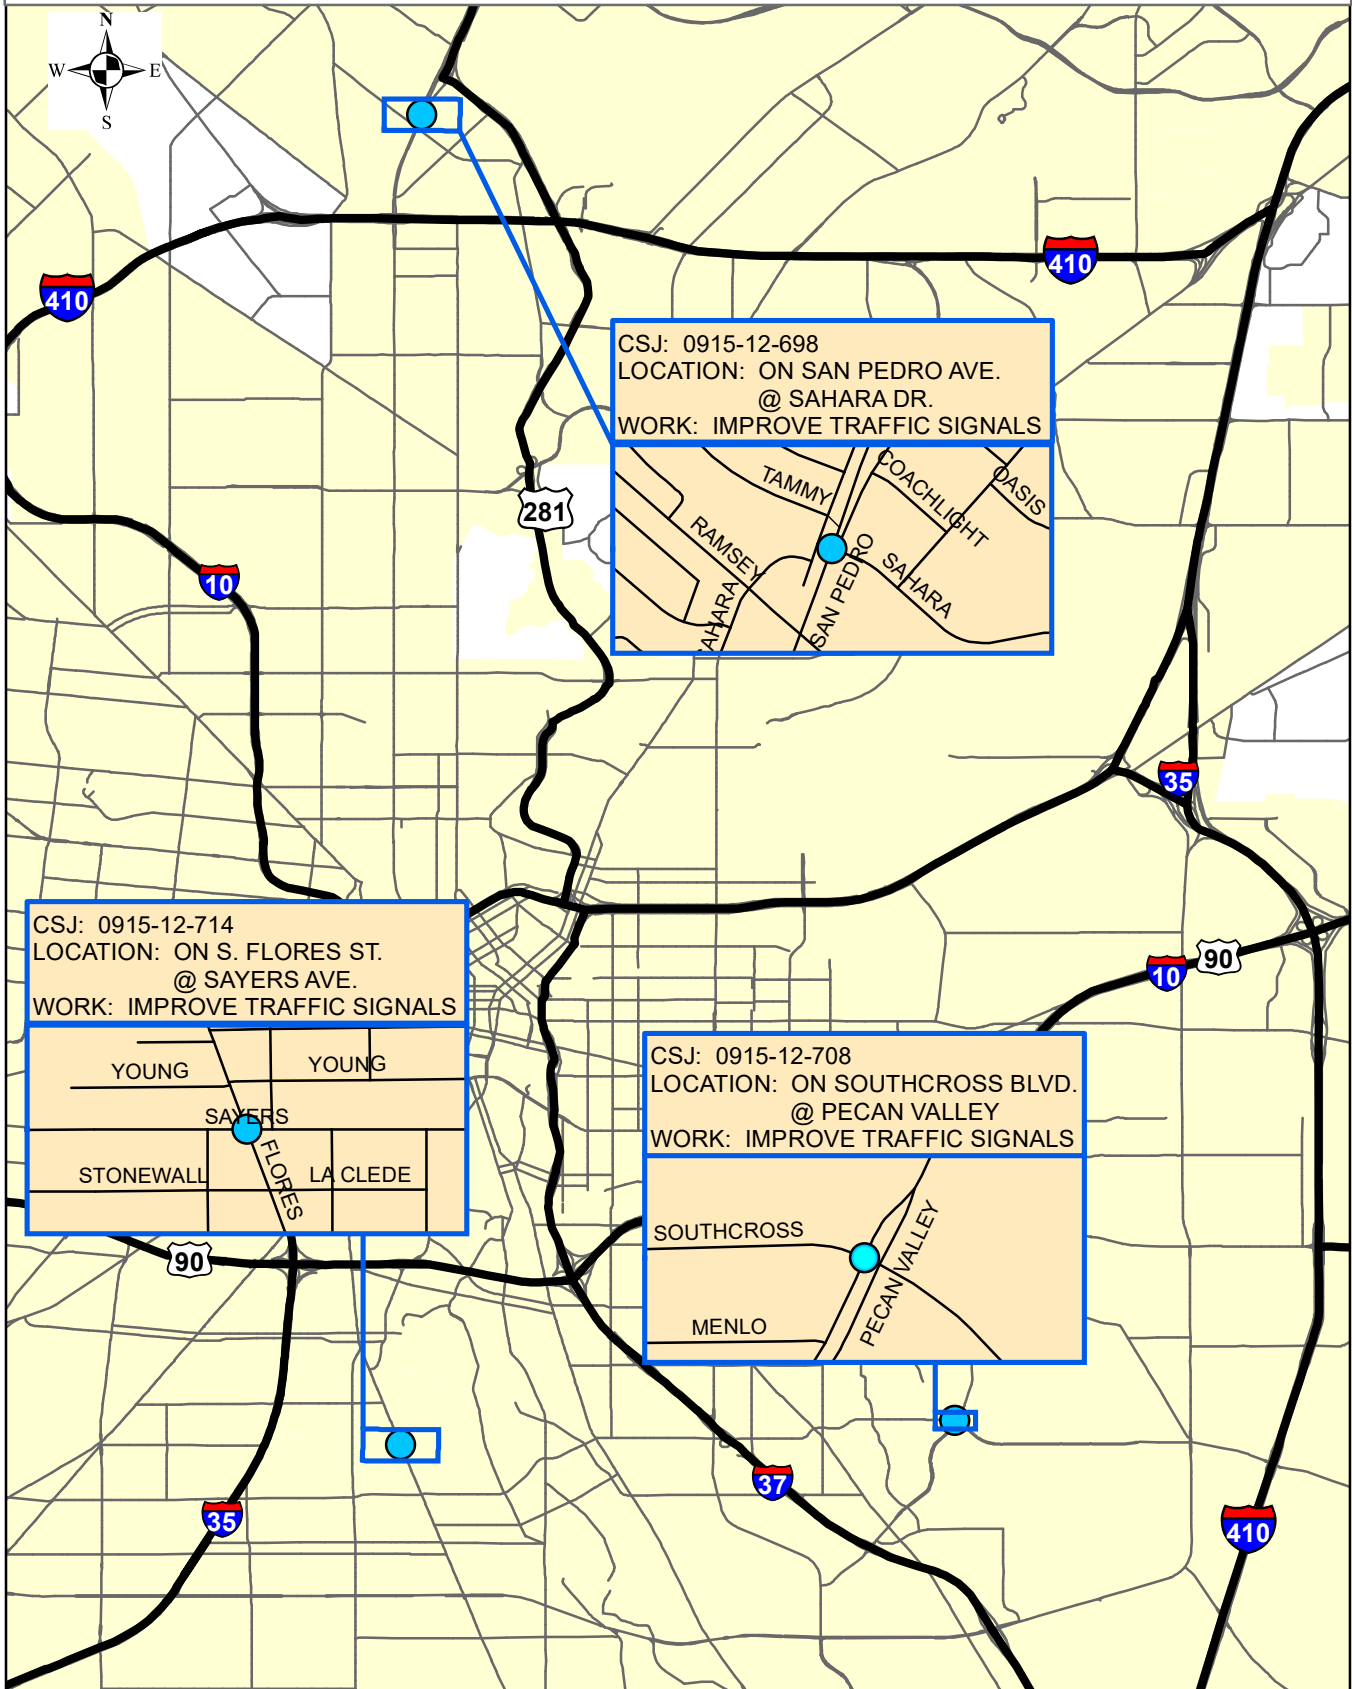 N
W E
S
410
410
CSJ: 0915-12-698
LOCATION: ON SAN PEDRO AVE.
@ SAHARA DR.
WORK: IMPROVE TRAFFIC SIGNALS
TAMMY
COACHLIGHT
OASIS
RAMSEY
SAHARA
SAN PEDRO
SAHARA
281
10
35
CSJ: 0915-12-714
LOCATION: ON S. FLORES ST.
@ SAYERS AVE.
WORK: IMPROVE TRAFFIC SIGNALS
YOUNG
YOUNG
SAYERS
FLORES
STONEWALL
LA CLEDE
90
10
90
CSJ: 0915-12-708
LOCATION: ON SOUTHCROSS BLVD.
@ PECAN VALLEY
WORK: IMPROVE TRAFFIC SIGNALS
SOUTHCROSS
PECAN VALLEY
MENLO
37
35
410